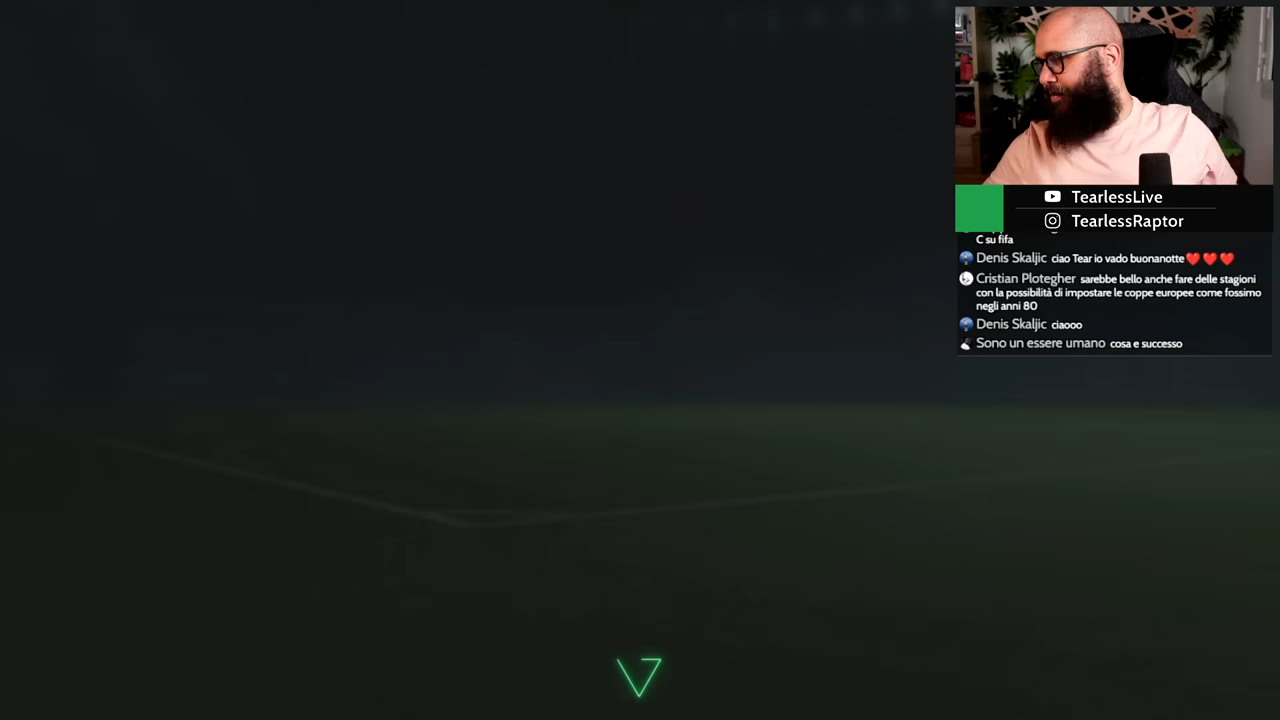 TearlessLive
TearlessRaptor
C su fifa
Denis Skaljic ciao Tear io vado buonanotte❤️❤️❤️
Cristian Plotegher sarebbe bello anche fare delle stagioni
con la possibilità di impostare le coppe europee come fossimo
negli anni 80
Denis Skaljic ciaooo
Sono un essere umano cosa e successo